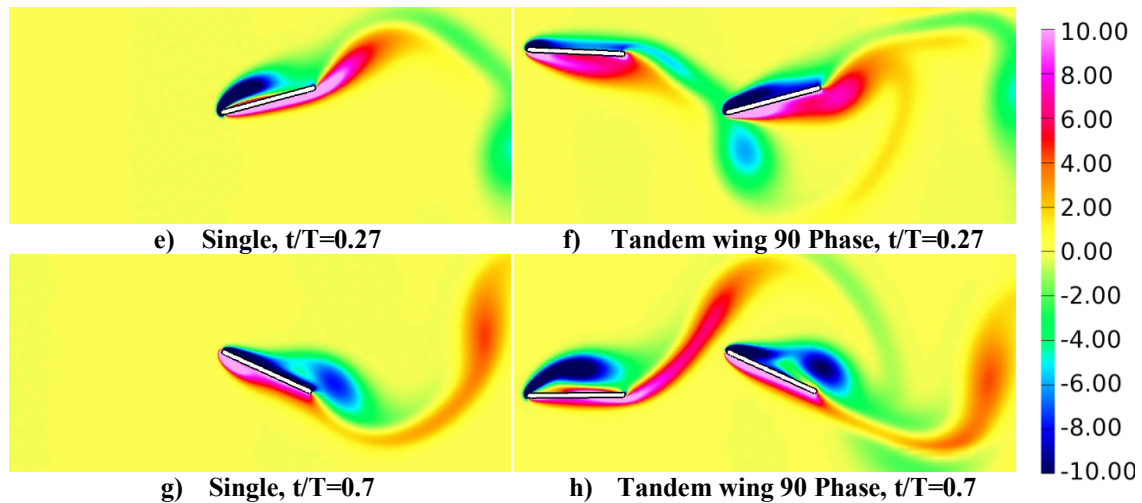 e) Single, t/T=0.27
f) Tandem wing 90 Phase, t/T=0.27
g) Single, t/T=0.7
h) Tandem wing 90 Phase, t/T=0.7
10.00
8.00
6.00
4.00
2.00
0.00
-2.00
-4.00
-6.00
-8.00
-10.00